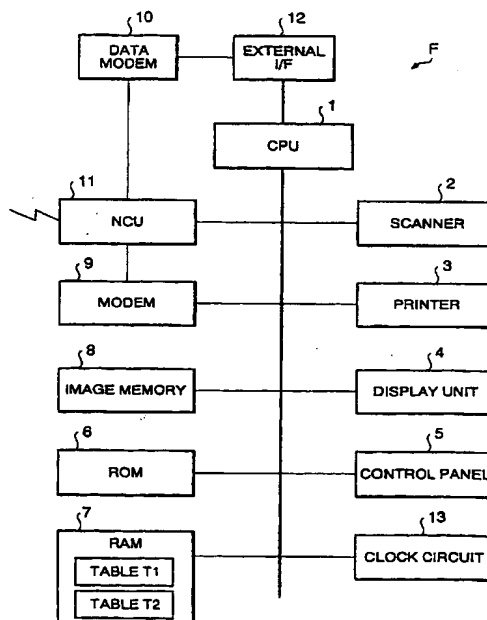 10
DATA
MODEM
12
EXTERNAL
I/F
F
1
CPU
11
NCU
2
SCANNER
9
MODEM
3
PRINTER
8
IMAGE MEMORY
4
DISPLAY UNIT
6
ROM
5
CONTROL PANEL
7
RAM
TABLE T1
TABLE T2
13
CLOCK CIRCUIT